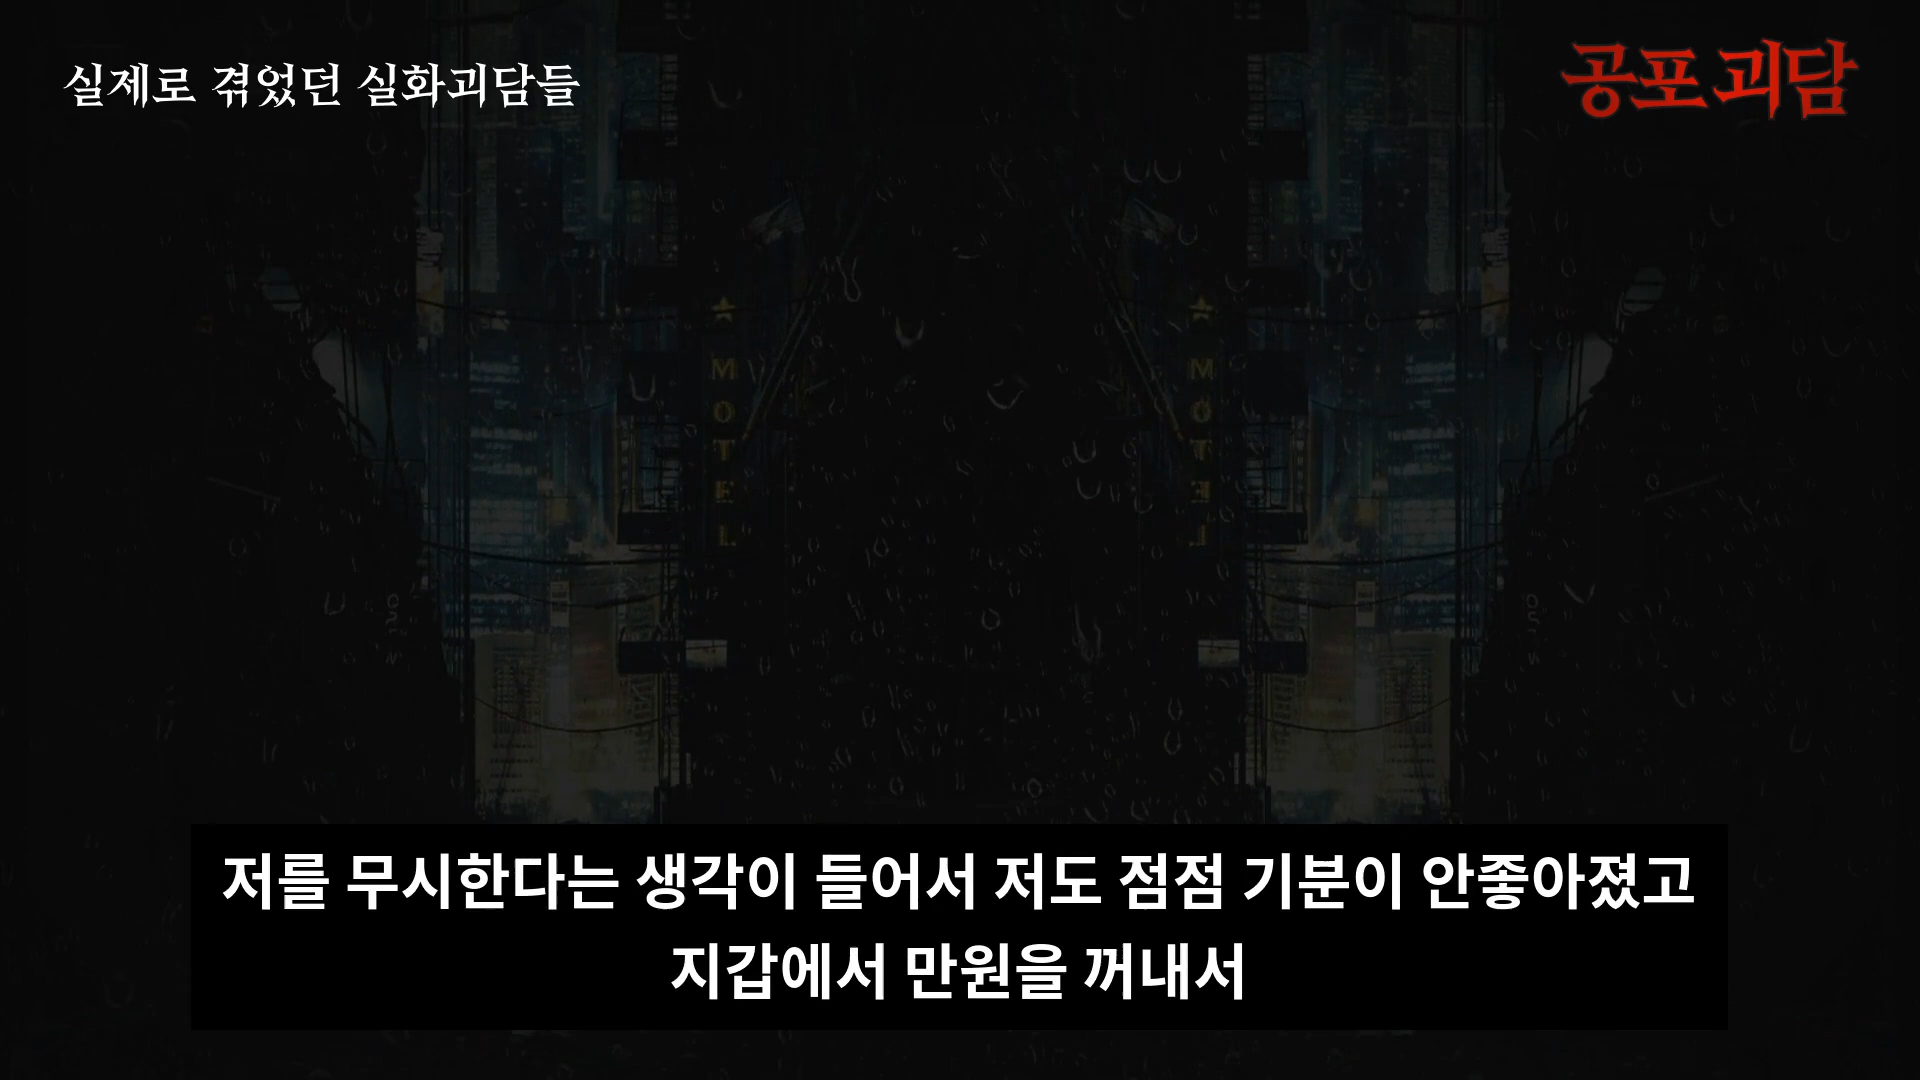 실제로 겪었던 실화괴담들
공포괴담
MOTEL
MOTEL
저를 무시한다는 생각이 들어서 저도 점점 기분이 안좋아졌고
지갑에서 만원을 꺼내서